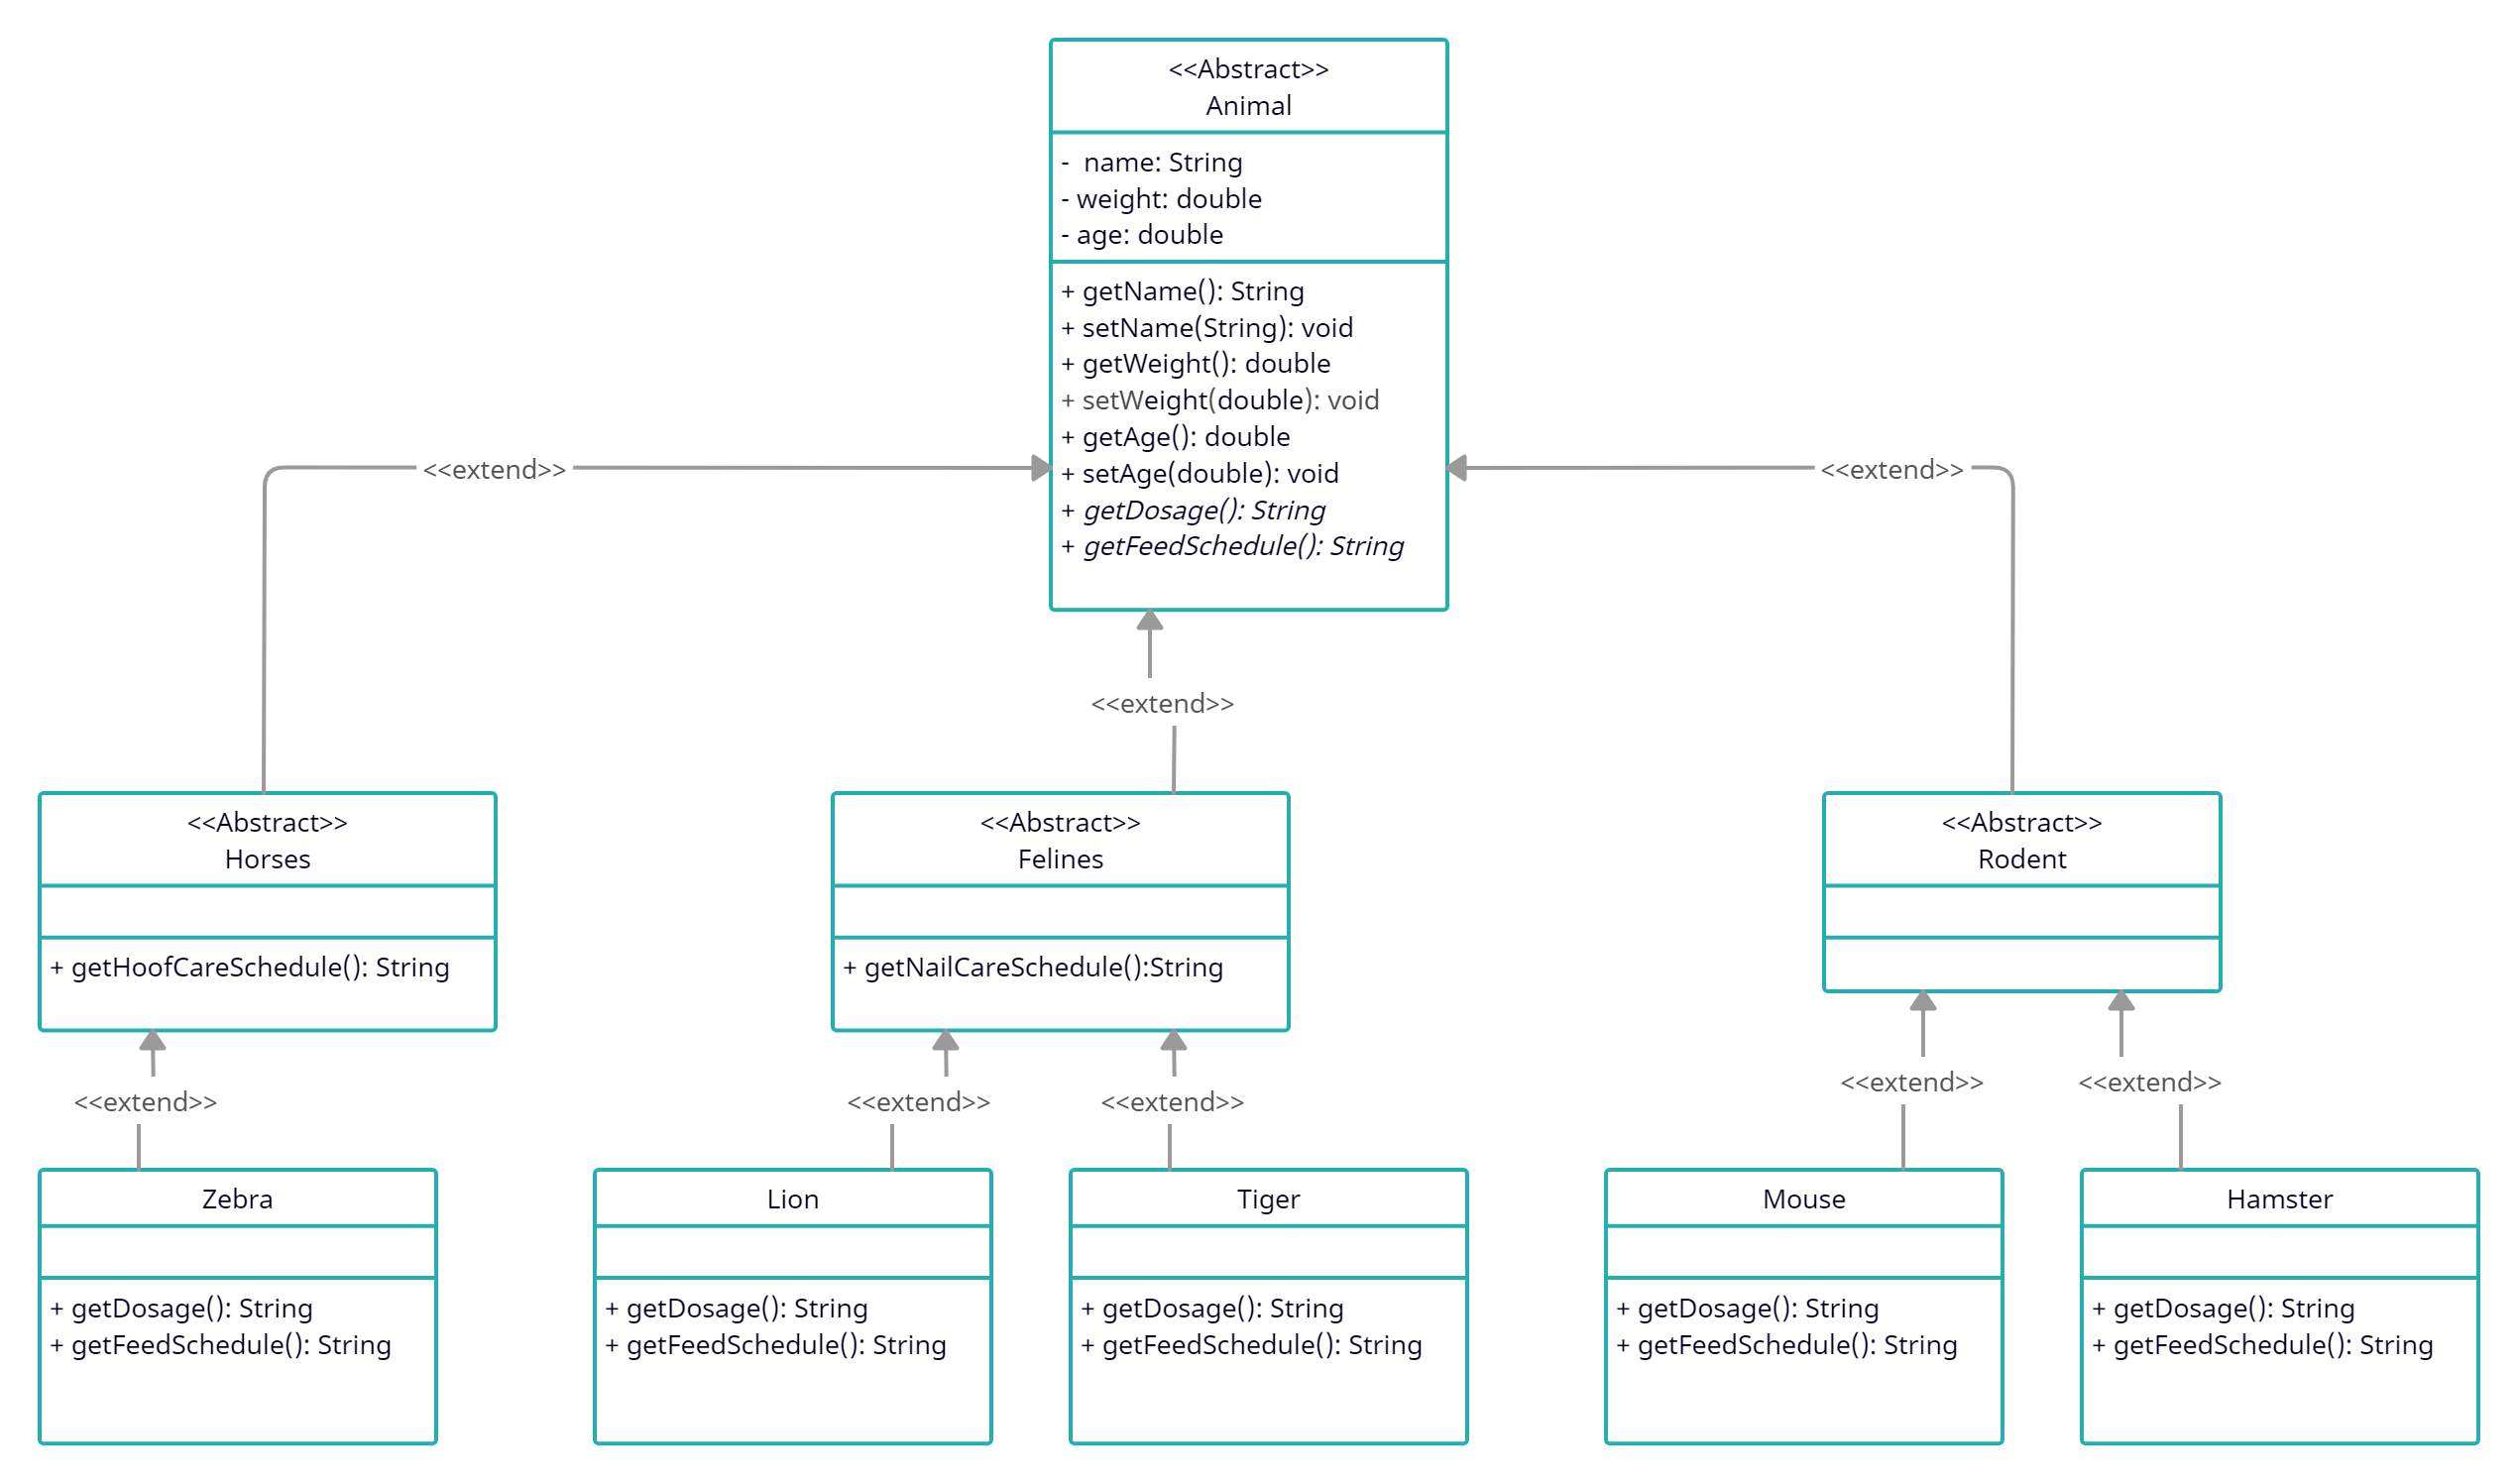 <<Abstract>>
Animal
-  name: String
- weight: double
- age: double
+ getName(): String
+ setName(String): void
+ getWeight(): double
+ setWeight(double): void
+ getAge(): double
+ setAge(double): void
+ getDosage(): String
+ getFeedSchedule(): String
<<extend>>
<<extend>>
<<extend>>
<<Abstract>>
Horses
+ getHoofCareSchedule(): String
<<Abstract>>
Felines
+ getNailCareSchedule():String
<<Abstract>>
Rodent
<<extend>>
<<extend>>
<<extend>>
<<extend>>
<<extend>>
Zebra
+ getDosage(): String
+ getFeedSchedule(): String
Lion
+ getDosage(): String
+ getFeedSchedule(): String
Tiger
+ getDosage(): String
+ getFeedSchedule(): String
Mouse
+ getDosage(): String
+ getFeedSchedule(): String
Hamster
+ getDosage(): String
+ getFeedSchedule(): String